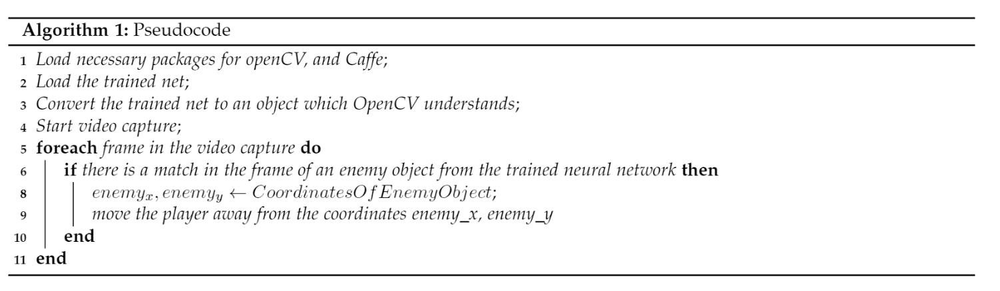 Algorithm 1: Pseudocode
1 Load necessary packages for openCV, and Caffe;
2 Load the trained net;
3 Convert the trained net to an object which OpenCV understands;
4 Start video capture;
5 foreach frame in the video capture do
6 if there is a match in the frame of an enemy object from the trained neural network then
8 enemy_x, enemy_y ← CoordinatesOfEnemyObject;
9 move the player away from the coordinates enemy_x, enemy_y
10 end
11 end